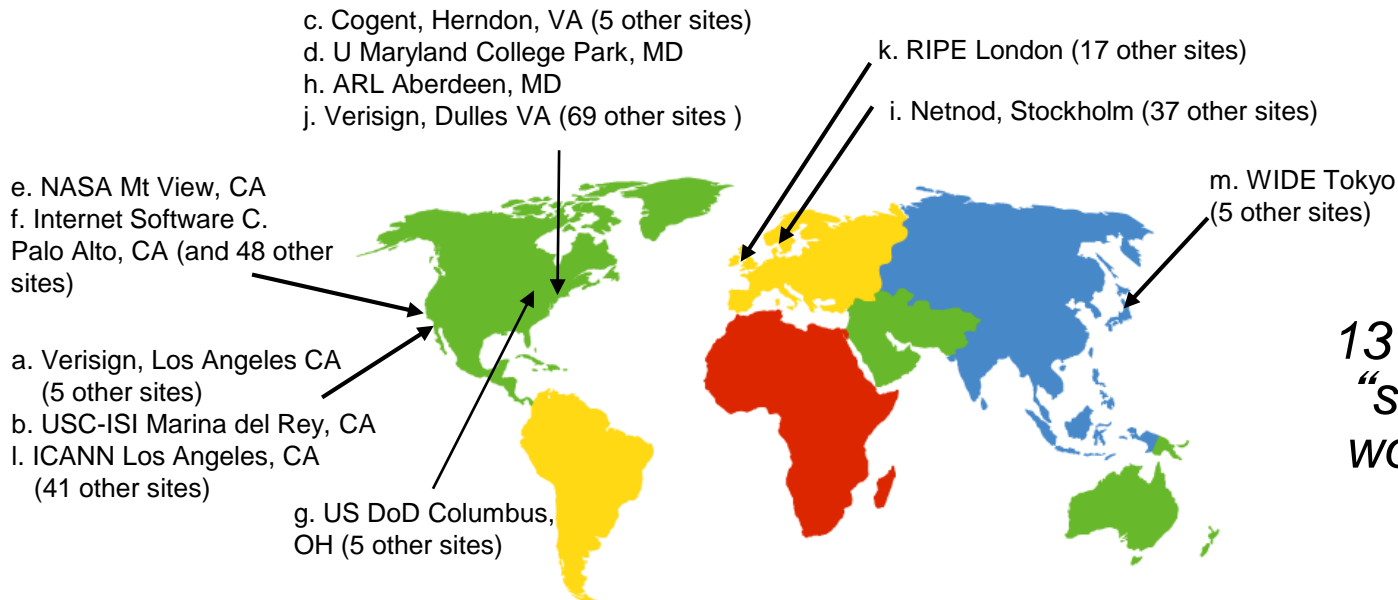 c. Cogent, Herndon, VA (5 other sites)
d. U Maryland College Park, MD
h. ARL Aberdeen, MD
j. Verisign, Dulles VA (69 other sites )
k. RIPE London (17 other sites)
i. Netnod, Stockholm (37 other sites)
m. WIDE Tokyo
(5 other sites)
e. NASA Mt View, CA
f. Internet Software C.
Palo Alto, CA (and 48 other
sites)
a. Verisign, Los Angeles CA
(5 other sites)
b. USC-ISI Marina del Rey, CA
l. ICANN Los Angeles, CA
(41 other sites)
g. US DoD Columbus,
OH (5 other sites)
13